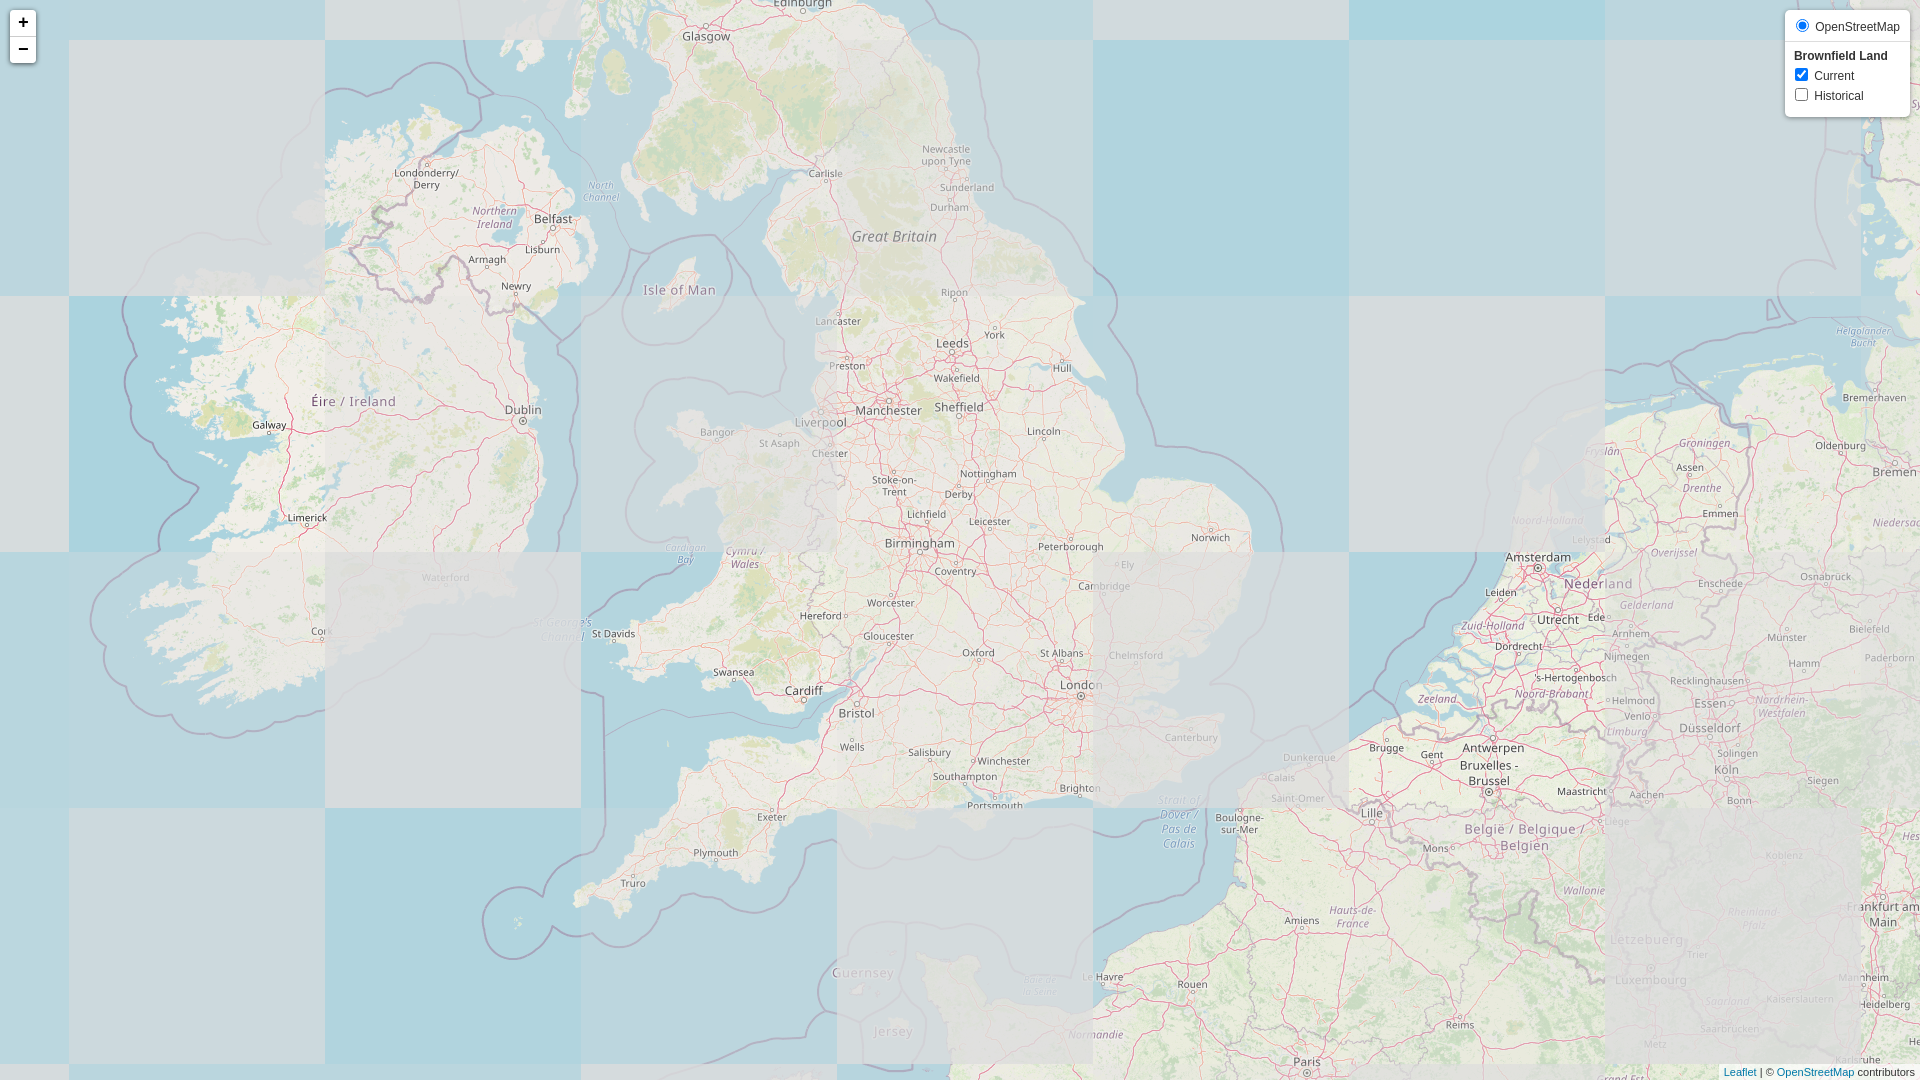 +
−
OpenStreetMap
Brownfield Land
Current
Historical
Edinburgh
Glasgow
Londonderry/
Derry
North
Channel
Carlisle
Newcastle
upon Tyne
Sunderland
Durham
Northern
Ireland
Belfast
Lisburn
Great Britain
Armagh
Newry
Isle of Man
Ripon
Lancaster
York
Leeds
Preston
Hull
Wakefield
Helgoländer
Bucht
Éire / Ireland
Dublin
Manchester
Sheffield
Bremerhaven
Galway
Liverpool
Bangor
St Asaph
Chester
Lincoln
Groningen
Oldenburg
Fryslân
Assen
Bremen
Stoke-on-
Trent
Nottingham
Derby
Drenthe
Limerick
Lichfield
Leicester
Emmen
Noord-Holland
Niedersac
Birmingham
Peterborough
Norwich
Lelystad
Cardigan
Bay
Cymru /
Wales
Coventry
Ely
Amsterdam
Overijssel
Waterford
Cambridge
Nederland
Enschede
Osnabrück
Worcester
Hereford
Leiden
Gelderland
Cork
St George's
Channel
St Davids
Gloucester
Zuid-Holland
Utrecht
Ede
Arnhem
Münster
Bielefeld
Oxford
St Albans
Chelmsford
Dordrecht
Nijmegen
Hamm
Paderborn
Swansea
Cardiff
London
's-Hertogenbosch
Recklinghausen
Bristol
Zeeland
Noord-Brabant
Helmond
Essen
Nordrhein-
Westfalen
Venlo
Limburg
Düsseldorf
Wells
Salisbury
Winchester
Canterbury
Brugge
Gent
Antwerpen
Bruxelles -
Brussel
Dunkerque
Solingen
Köln
Southampton
Calais
Siegen
Brighton
Saint-Omer
Maastricht
Aachen
Bonn
Portsmouth
Strait of
Dover /
Pas de
Calais
Exeter
Boulogne-
sur-Mer
Lille
Liège
België / Belgique /
Belgien
Mons
Plymouth
Koblenz
Truro
Wallonie
Hauts-de-
France
Amiens
Rheinland-
Pfalz
Frankfurt am
Main
Lëtzebuerg
Trier
Guernsey
Le Havre
Rouen
Baie de
la Seine
Luxembourg
Mannheim
Saarland
Kaiserslautern
Heidelberg
Jersey
Normandie
Reims
Saarbrücken
Metz
Paris
Karlsruhe
Grand Est
Leaflet | © OpenStreetMap contributors